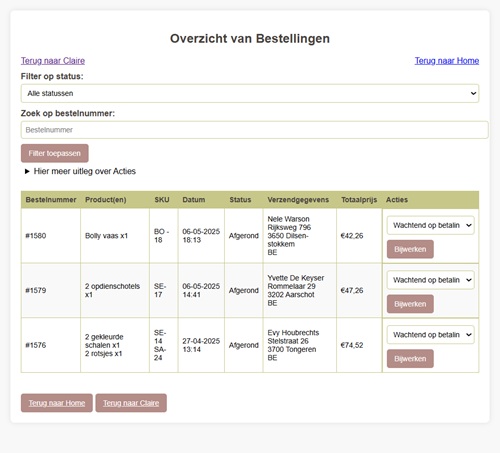 Overzicht van Bestellingen
Terug naar Claire
Terug naar Home
Filter op status:
Alle statussen
Zoek op bestelnummer:
Bestelnummer
Filter toepassen
▶ Hier meer uitleg over Acties
Bestelnummer Product(en) SKU Datum Status Verzendgegevens Totaalprijs Acties
#1580
Bolly vaas x1
BO -
18
06-05-2025
18:13
Afgerond
Nele Warson
Rijksweg 796
3650 Dilsen-
stokkem
BE
€42,26
Wachtend op betalin
Bijwerken
#1579
2 opdienschotels
x1
SE-
17
06-05-2025
14:41
Afgerond
Yvette De Keyser
Rommelaar 29
3202 Aarschot
BE
€47,26
Wachtend op betalin
Bijwerken
#1576
2 gekleurde
schalen x1
2 rotsjes x1
SE-
14
SA-
24
27-04-2025
13:14
Afgerond
Evy Houbrechts
Stelstraat 26
3700 Tongeren
BE
€74,52
Wachtend op betalin
Bijwerken
Terug naar Home
Terug naar Claire